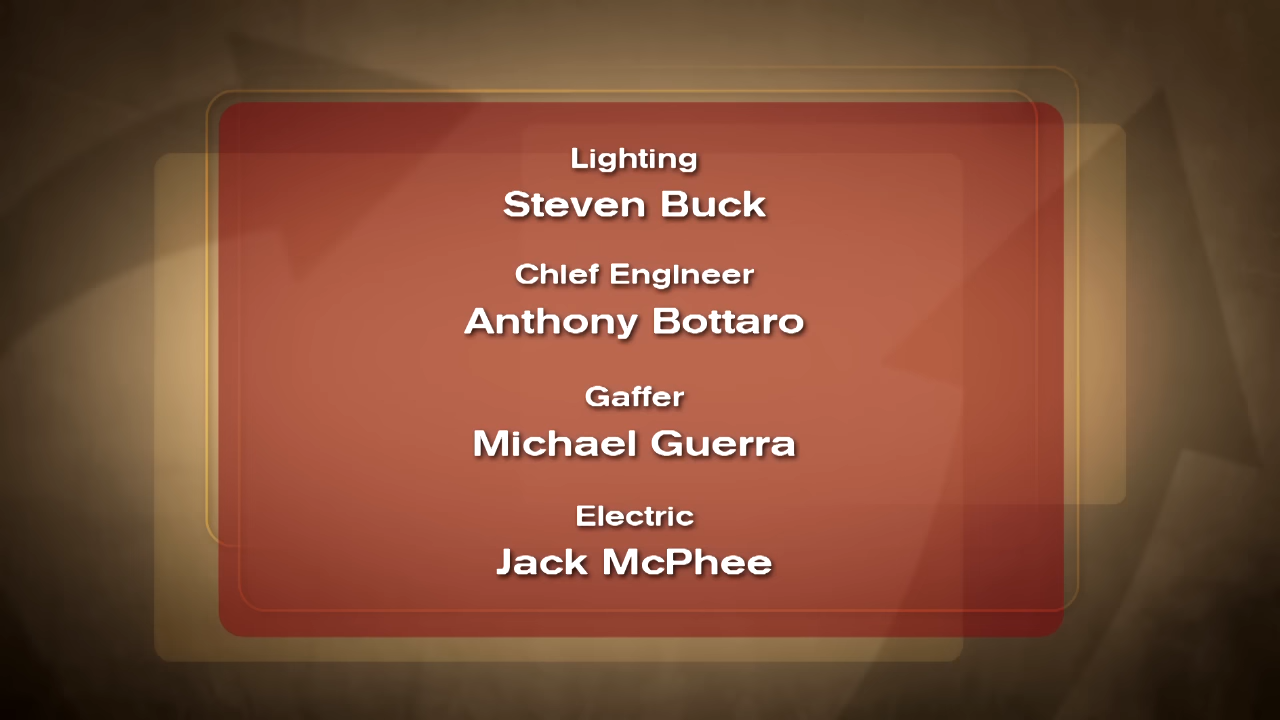 Lighting
Steven Buck
Chief Engineer
Anthony Bottaro
Gaffer
Michael Guerra
Electric
Jack McPhee